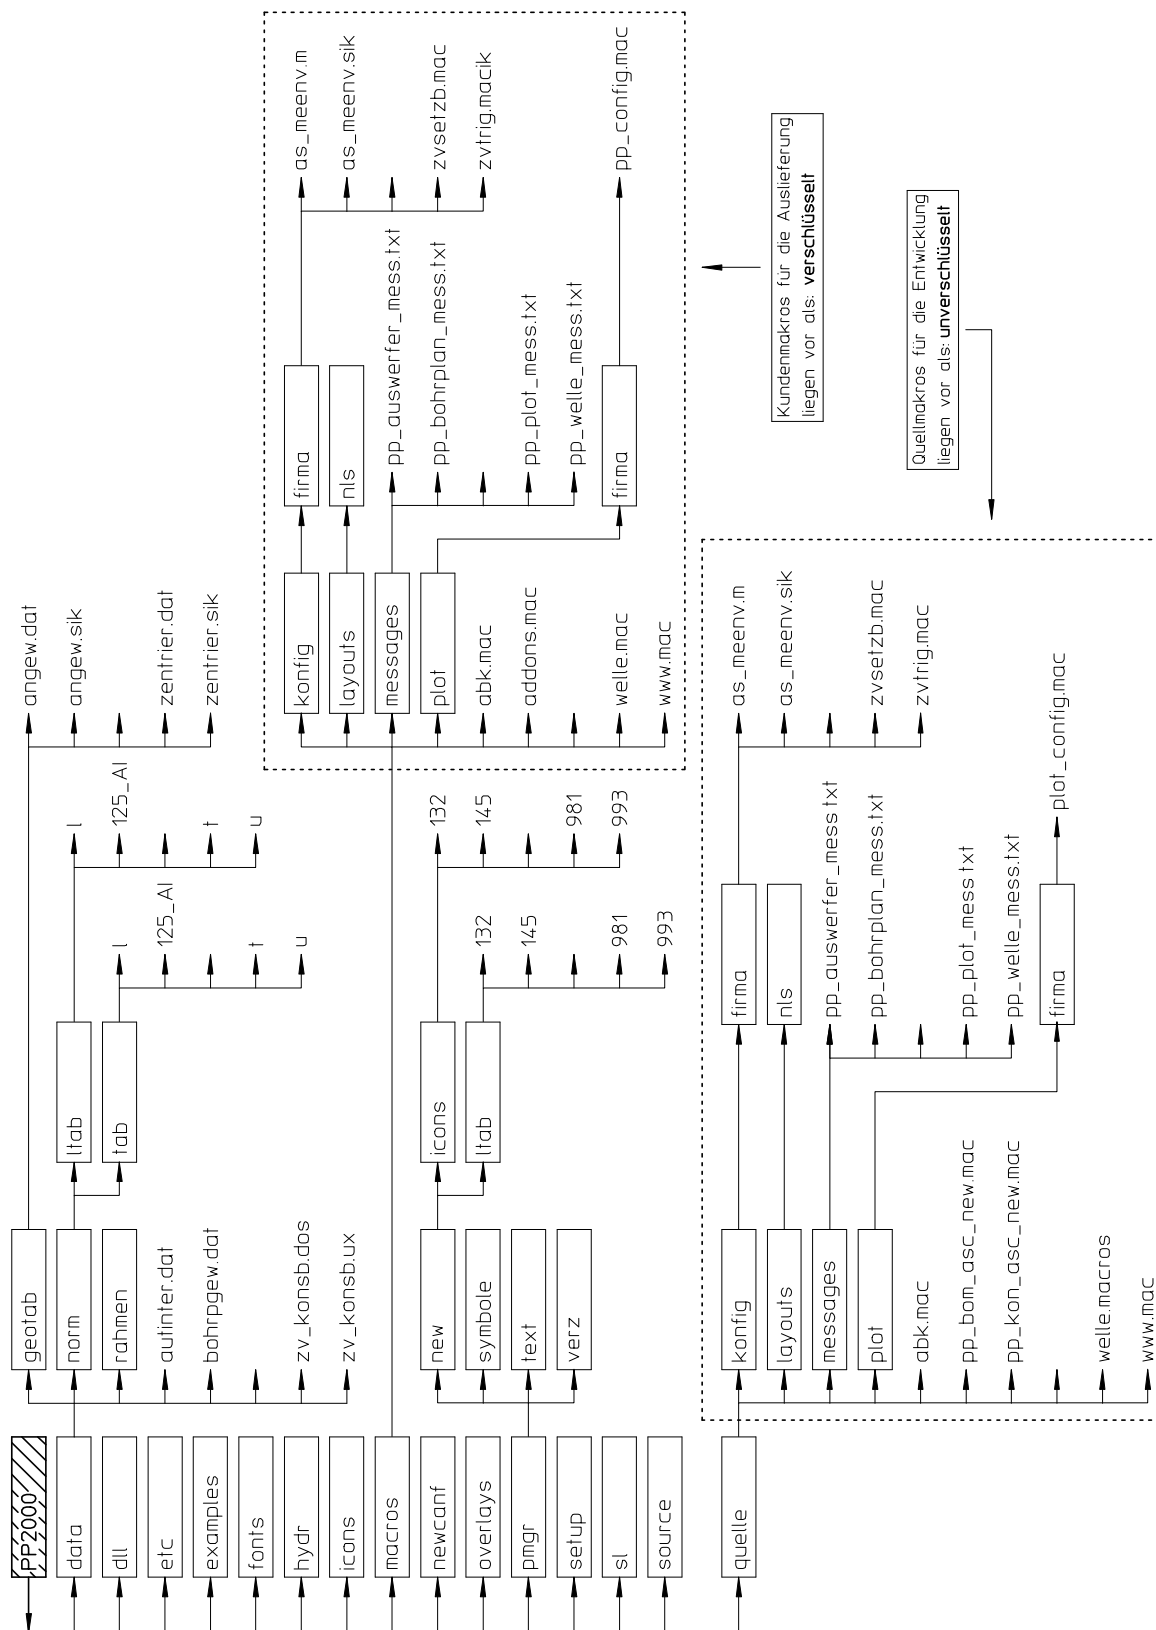 PP2000
data
dll
etc
examples
fonts
hydr
icons
macros
newcanf
overlays
pmgr
setup
sl
source
quelle
geotab
norm
rahmen
autinter.dat
bohrpgew.dat
zv_konsb.dos
zv_konsb.ux
ltab
tab
l
125_AI
t
u
l
125_AI
t
u
angew.dat
angew.sik
zentrier.dat
zentrier.sik
new
symbole
text
verz
icons
ltab
132
145
981
993
132
145
981
993
konfig
layouts
messages
plot
abk.mac
addons.mac
welle.mac
www.mac
firma
nls
pp_auswerfer_mess.txt
pp_bohrplan_mess.txt
pp_plot_mess.txt
pp_welle_mess.txt
firma
as_meenv.m
as_meenv.sik
zvsetzb.mac
zvtrig.macik
pp_config.mac
Kundenmakros für die Auslieferung
liegen vor als: verschlüsselt
Quellmakros für die Entwicklung
liegen vor als: unverschlüsselt
konfig
layouts
messages
plot
abk.mac
pp_bom_asc_new.mac
pp_kon_asc_new.mac
welle.macros
www.mac
firma
nls
pp_auswerfer_mess txt
pp_bohrplan_mess.txt
pp_plot_mess txt
pp_welle_mess.txt
firma
as_meenv.m
as_meenv.sik
zvsetzb.mac
zvtrig.mac
plot_config.mac